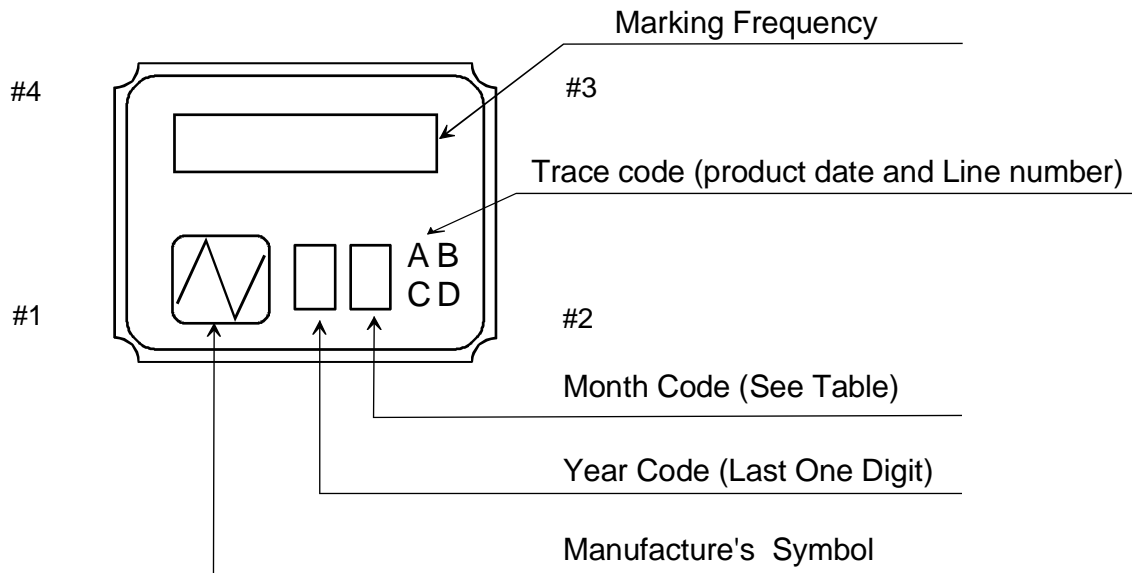 Marking Frequency
#4
#3
Trace code (product date and Line number)
A B
C D
#1
#2
Month Code (See Table)
Year Code (Last One Digit)
Manufacture's Symbol